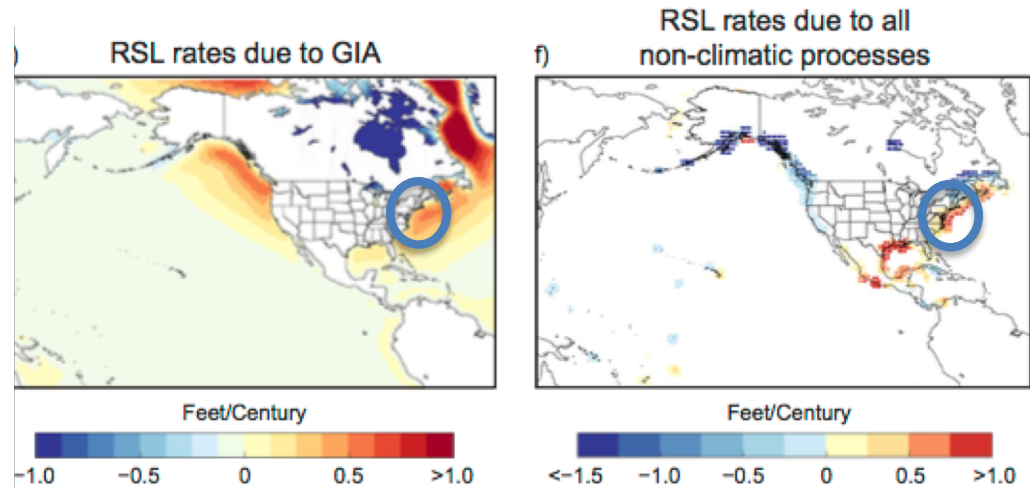 )
RSL rates due to GIA
f)
RSL rates due to all
non-climatic processes
Feet/Century
−1.0 −0.5 0 0.5 >1.0
Feet/Century
<−1.5 −1.0 −0.5 0 0.5 >1.0